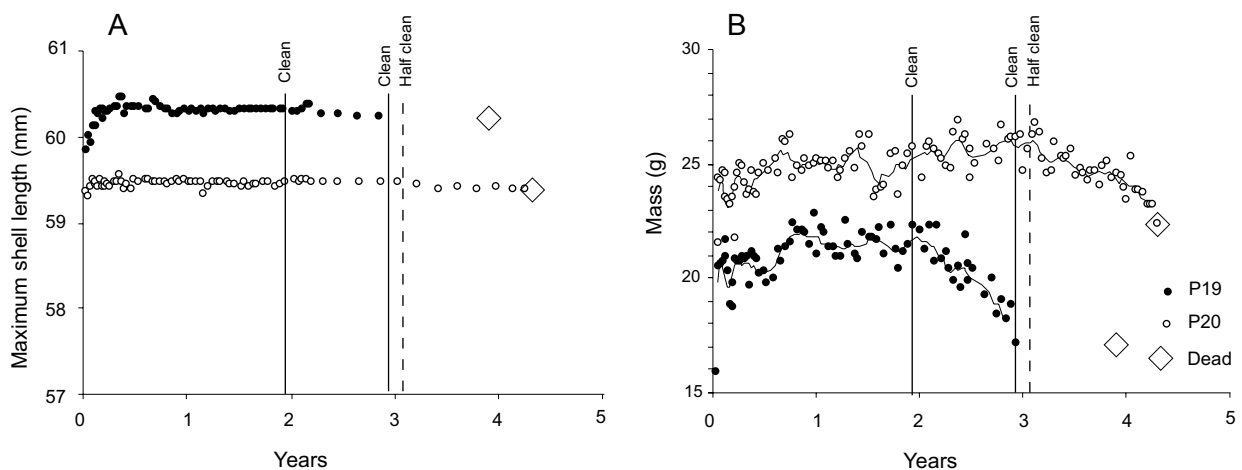 A
Maximum shell length (mm)
61
60
59
58
57
0
1
2
3
4
5
Years
Clean
Clean
Half clean
B
Mass (g)
30
25
20
15
0
1
2
3
4
5
Years
Clean
Clean
Half clean
P19
P20
Dead